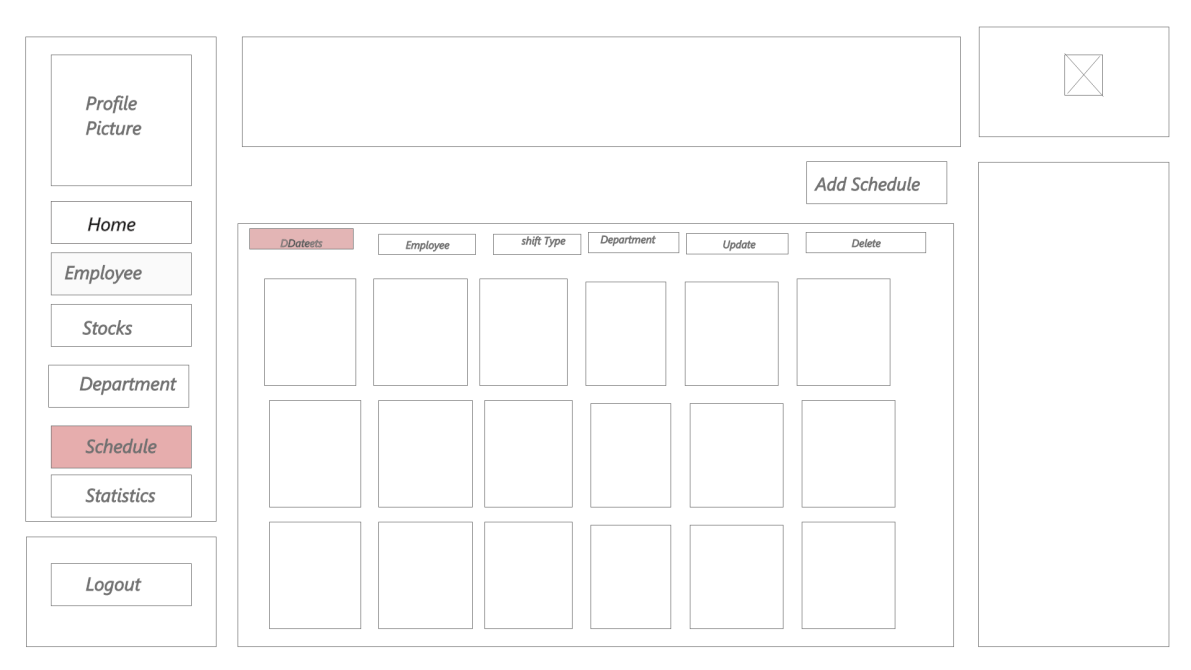 Profile
Picture
Home
Employee
Stocks
Department
Schedule
Statistics
Logout
Add Schedule
DDateets
Employee
shift Type
Department
Update
Delete